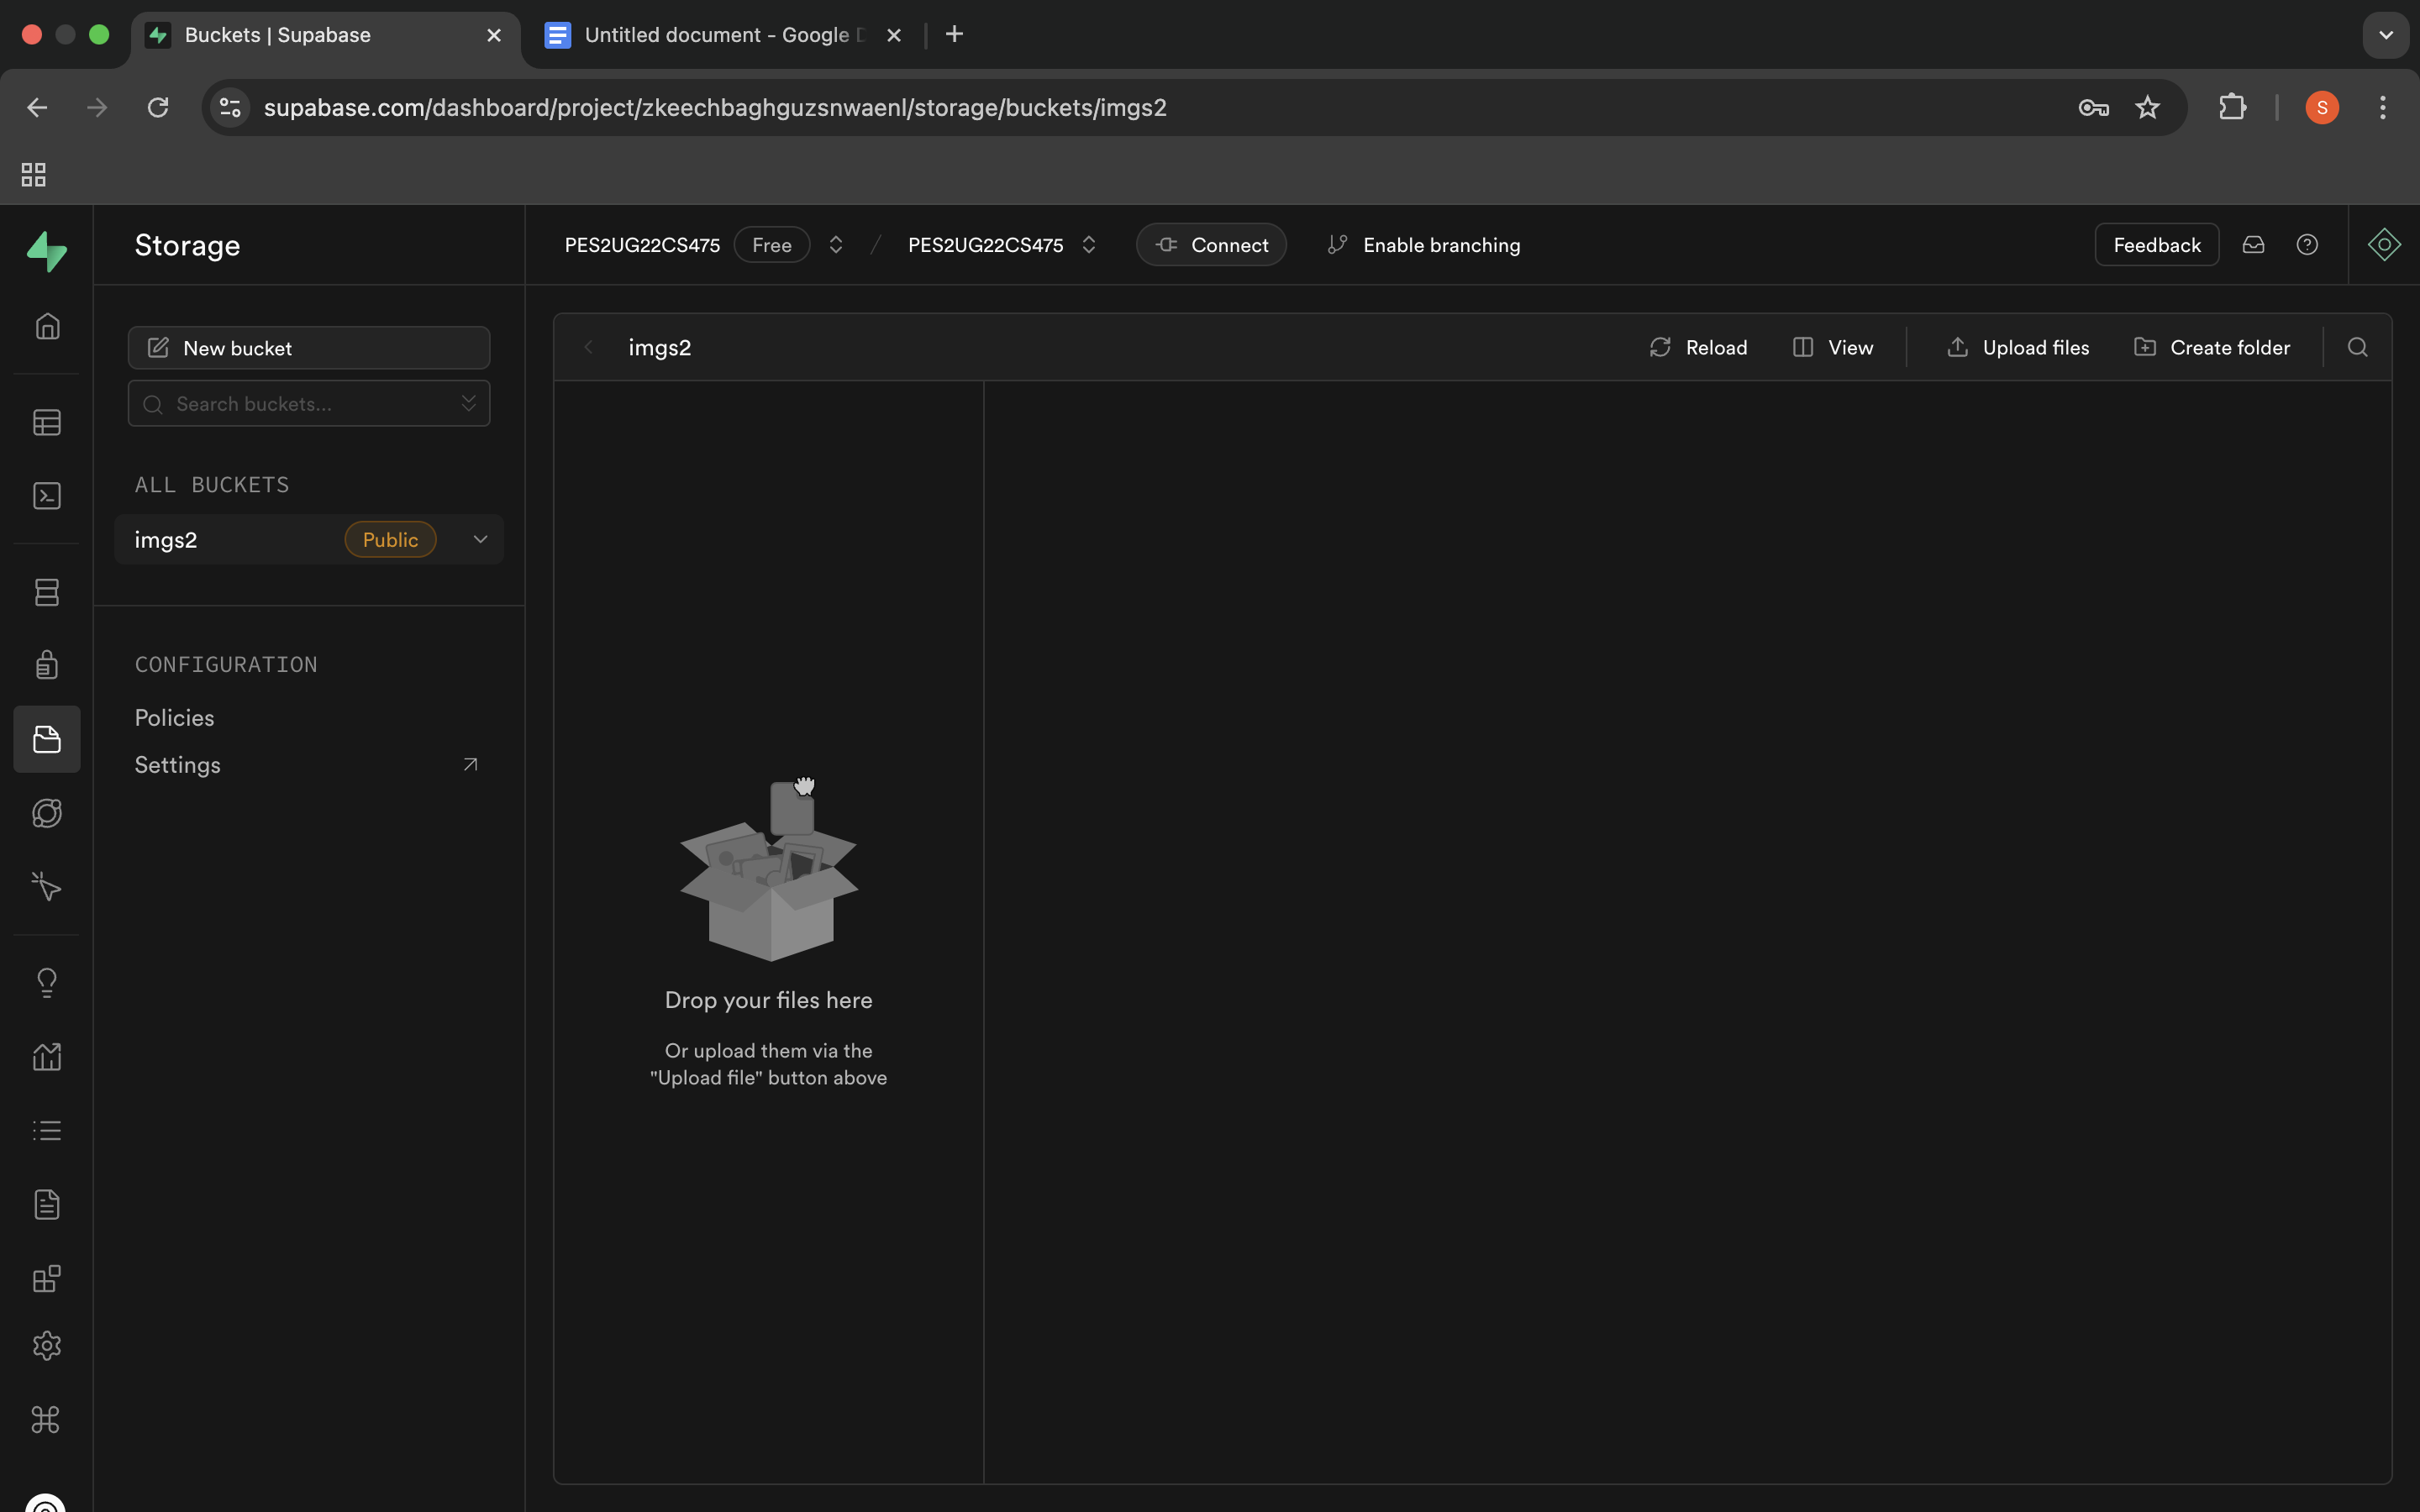 Buckets | Supabase
Untitled document - Google D
supabase.com/dashboard/project/zkeechbaghguzsnwaenl/storage/buckets/imgs2
S
Storage
PES2UG22CS475 Free / PES2UG22CS475 Connect Enable branching Feedback
New bucket
Search buckets...
ALL BUCKETS
imgs2 Public
CONFIGURATION
Policies
Settings
imgs2 Reload View Upload files Create folder
Drop your files here
Or upload them via the
"Upload file" button above